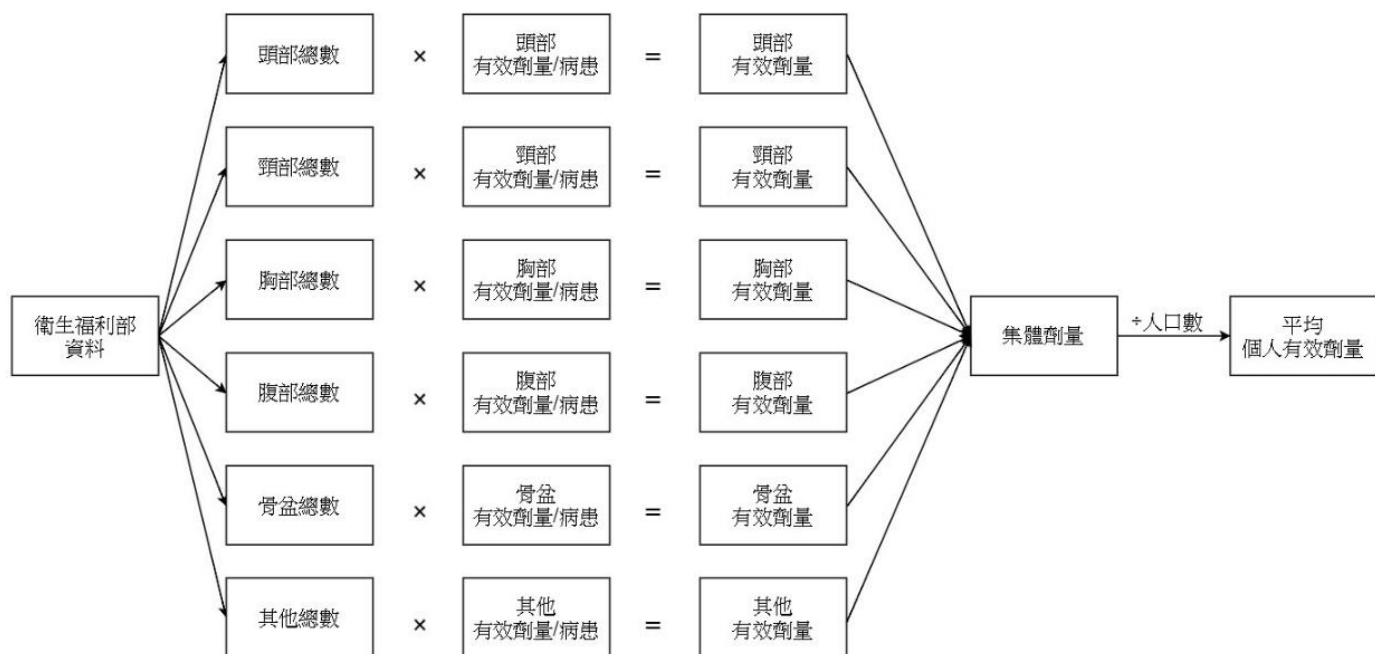 頭部總數
×
頭部
有效劑量/病患
=
頭部
有效劑量
頸部總數
×
頸部
有效劑量/病患
=
頸部
有效劑量
胸部總數
×
胸部
有效劑量/病患
=
胸部
有效劑量
衛生福利部
資料
集體劑量
÷人口數
平均
個人有效劑量
腹部總數
×
腹部
有效劑量/病患
=
腹部
有效劑量
骨盆總數
×
骨盆
有效劑量/病患
=
骨盆
有效劑量
其他總數
×
其他
有效劑量/病患
=
其他
有效劑量